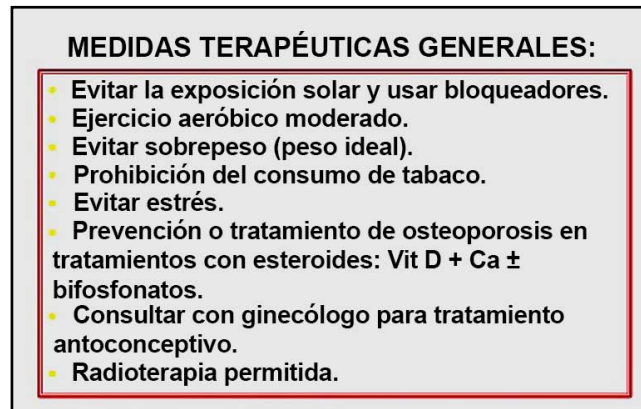 MEDIDAS TERAPÉUTICAS GENERALES:
• Evitar la exposición solar y usar bloqueadores.
• Ejercicio aeróbico moderado.
• Evitar sobrepeso (peso ideal).
• Prohibición del consumo de tabaco.
• Evitar estrés.
• Prevención o tratamiento de osteoporosis en
tratamientos con esteroides: Vit D + Ca ±
bifosfonatos.
• Consultar con ginecólogo para tratamiento
antoconceptivo.
• Radioterapia permitida.